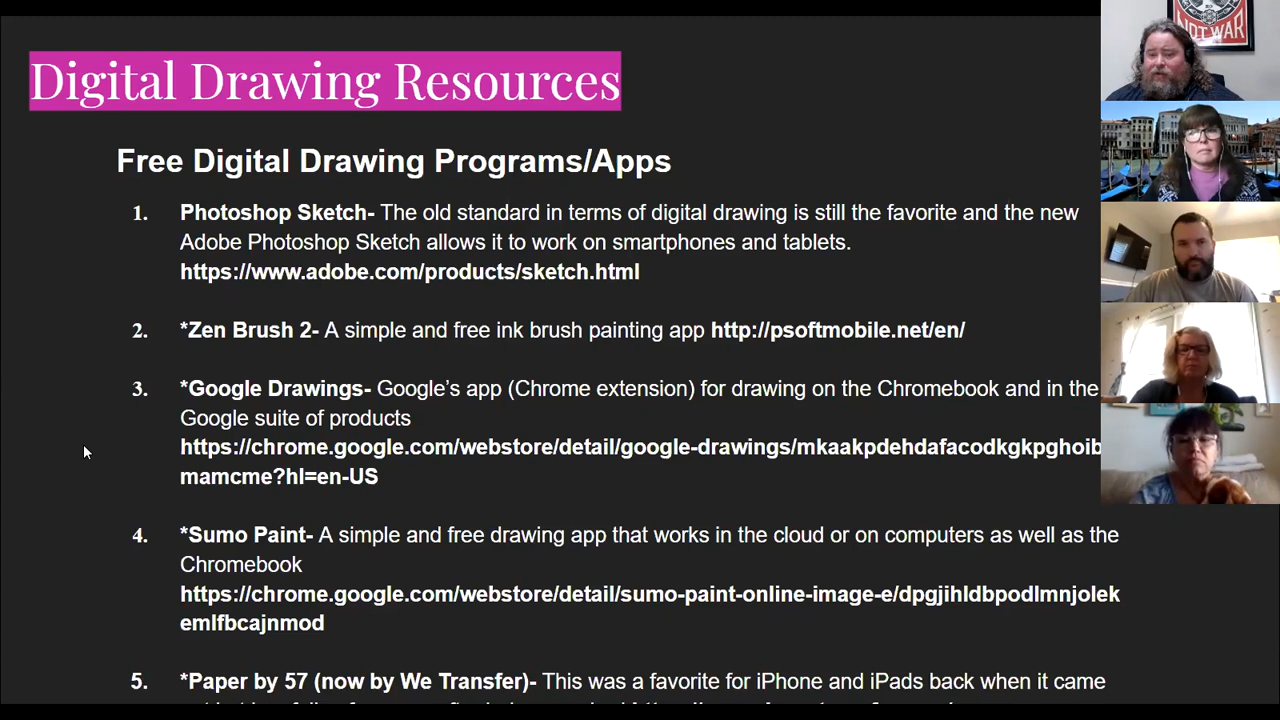 Digital Drawing Resources
NOT WAR
Free Digital Drawing Programs/Apps
1. Photoshop Sketch- The old standard in terms of digital drawing is still the favorite and the new
Adobe Photoshop Sketch allows it to work on smartphones and tablets.
https://www.adobe.com/products/sketch.html
2. *Zen Brush 2- A simple and free ink brush painting app http://psoftmobile.net/en/
3. *Google Drawings- Google’s app (Chrome extension) for drawing on the Chromebook and in the
Google suite of products
https://chrome.google.com/webstore/detail/google-drawings/mkaakpdehdafacodkgkpghoib
mamcme?hl=en-US
4. *Sumo Paint- A simple and free drawing app that works in the cloud or on computers as well as the
Chromebook
https://chrome.google.com/webstore/detail/sumo-paint-online-image-e/dpgjihldbpodlmnjolek
emlfbcajnmod
5. *Paper by 57 (now by We Transfer)- This was a favorite for iPhone and iPads back when it came